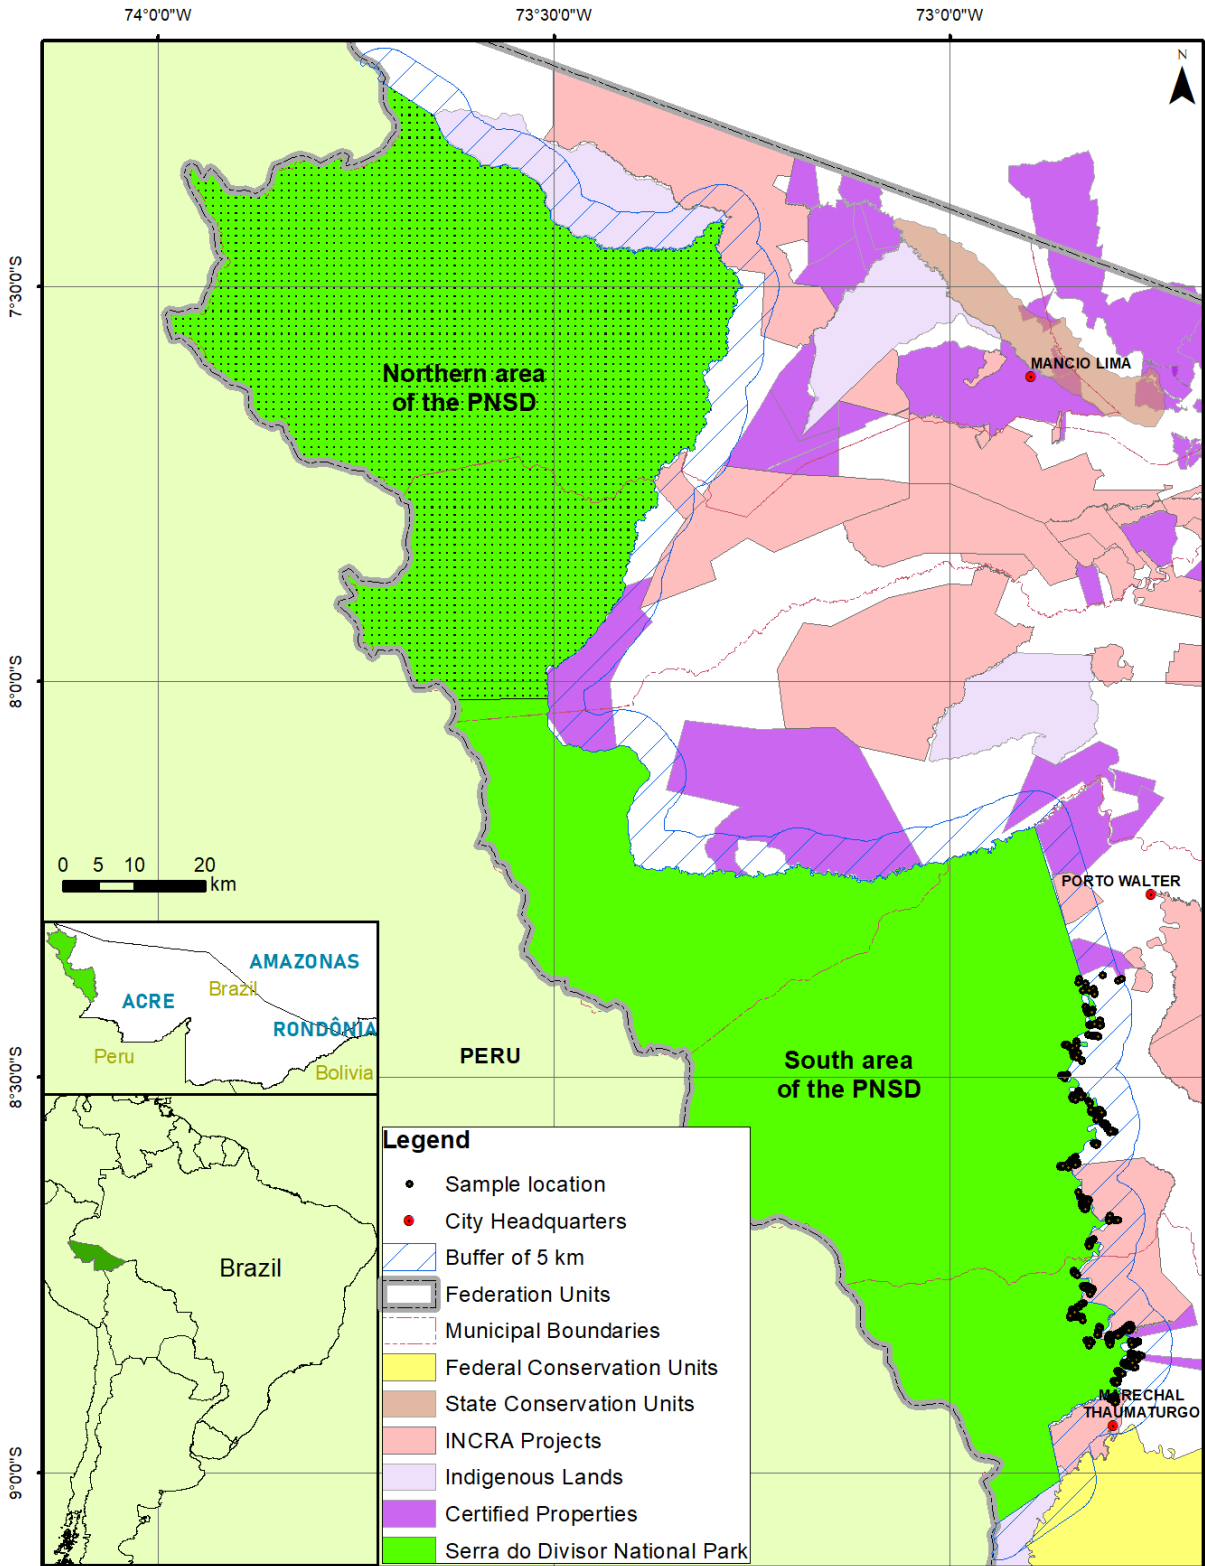 74°0'0"W
73°30'0"W
73°0'0"W
N
7°30'0"S
MANCIO LIMA
Northern area
of the PNSD
8°0'0"S
0 5 10 20
km
PORTO WALTER
AMAZONAS
Brazil
ACRE
RONDÔNIA
Peru
Bolivia
PERU
South area
of the PNSD
8°30'0"S
Brazil
Legend
Sample location
City Headquarters
Buffer of 5 km
Federation Units
Municipal Boundaries
Federal Conservation Units
State Conservation Units
INCRA Projects
Indigenous Lands
Certified Properties
Serra do Divisor National Park
MARECHAL
THAUMATURGO
9°0'0"S